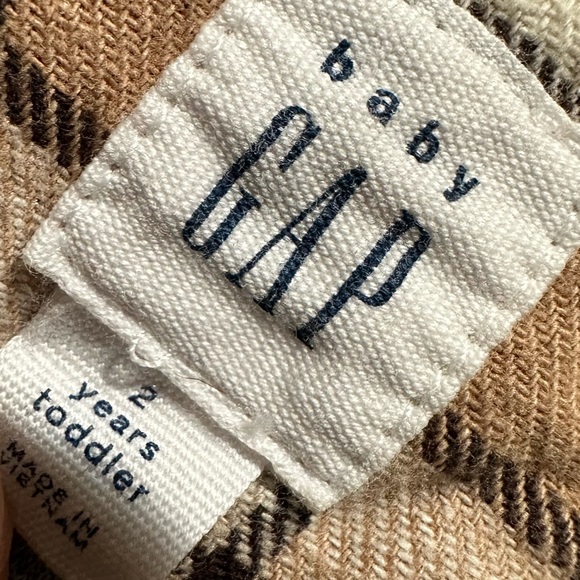 baby
GAP
2
years
toddler
MADE IN
VIETNAM